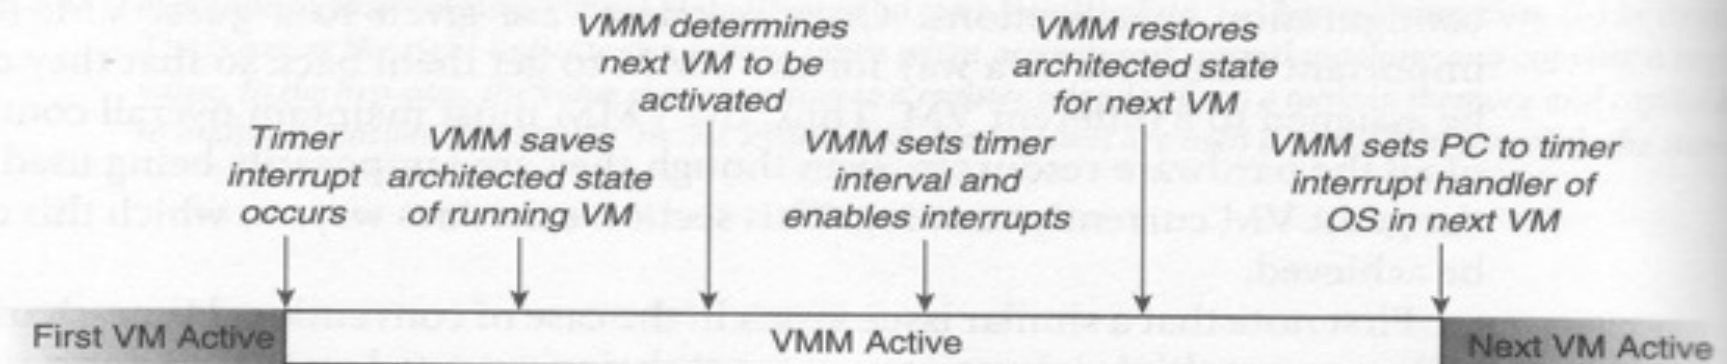 VMM determines
next VM to be
activated
VMM restores
architected state
for next VM
Timer
interrupt
occurs
VMM saves
architected state
of running VM
VMM sets timer
interval and
enables interrupts
VMM sets PC to timer
interrupt handler of
OS in next VM
First VM Active
VMM Active
Next VM Active